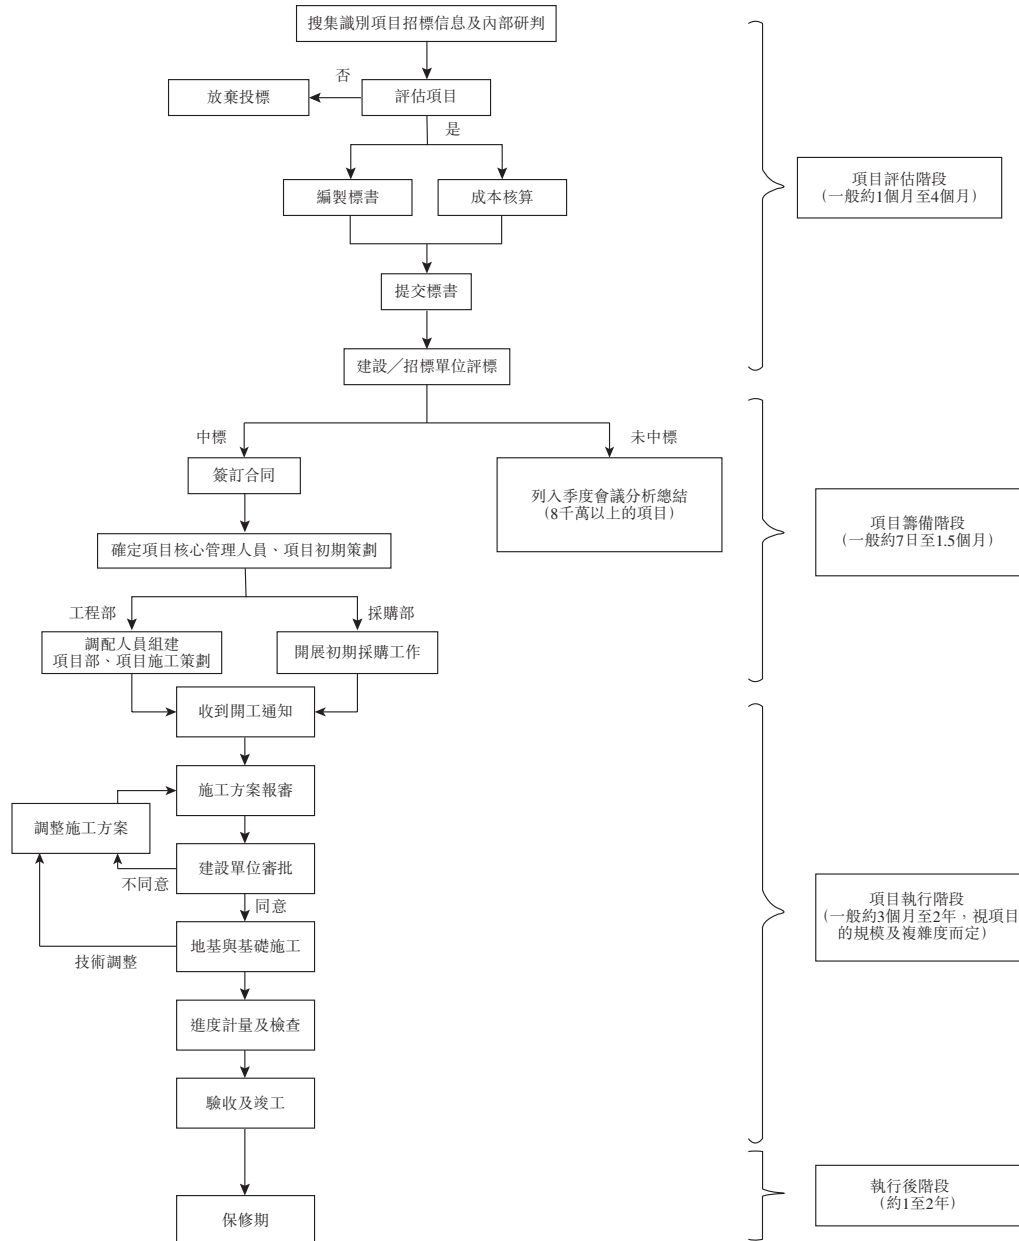 搜集識別項目招標信息及內部研判
否
放棄投標
評估項目
是
編製標書
成本核算
項目評估階段
(一般約1個月至4個月)
提交標書
建設／招標單位評標
中標
未中標
簽訂合同
列入季度會議分析總結
(8千萬以上的項目)
項目籌備階段
(一般約7日至1.5個月)
確定項目核心管理人員、項目初期策劃
工程部
採購部
調配人員組建
項目部、項目施工策劃
開展初期採購工作
收到開工通知
施工方案報審
調整施工方案
建設單位審批
不同意
同意
項目執行階段
(一般約3個月至2年，視項目
的規模及複雜度而定)
地基與基礎施工
技術調整
進度計量及檢查
驗收及竣工
執行後階段
(約1至2年)
保修期